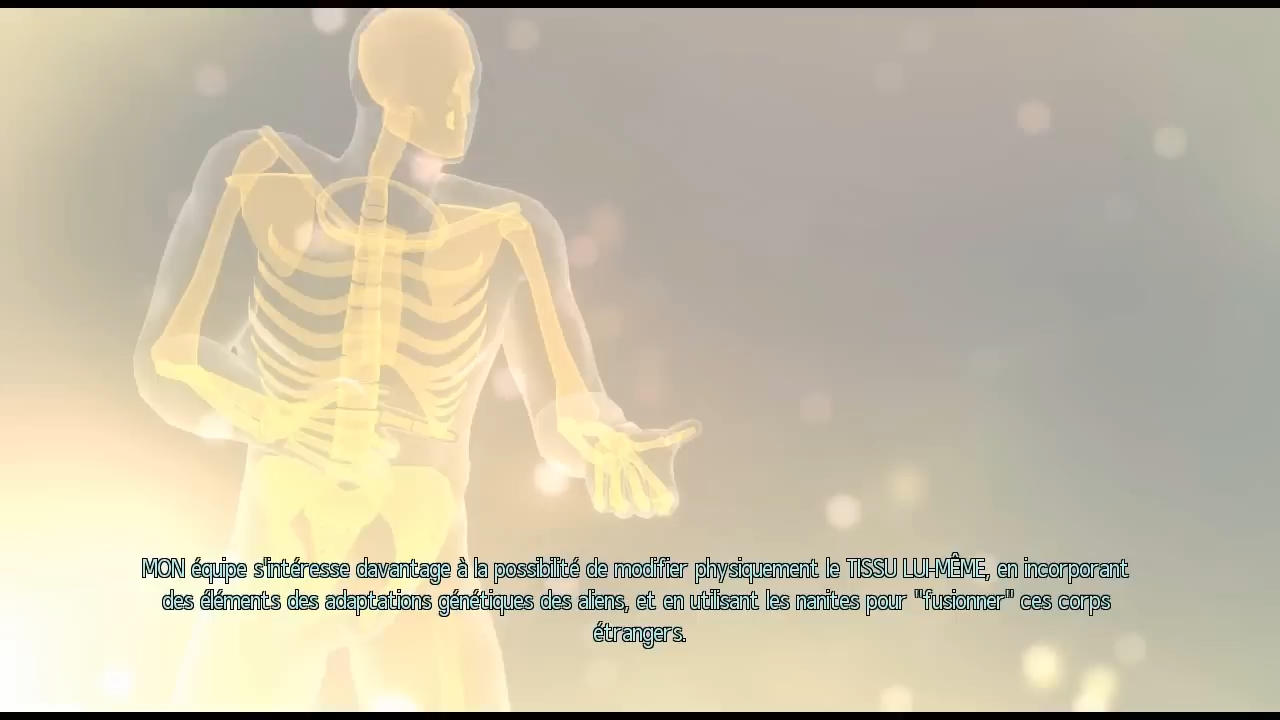 MON équipe s'intéresse davantage à la possibilité de modifier physiquement le TISSU LUI-MÊME, en incorporant
des éléments des adaptations génétiques des aliens, et en utilisant les nanites pour "fusionner" ces corps
étrangers.